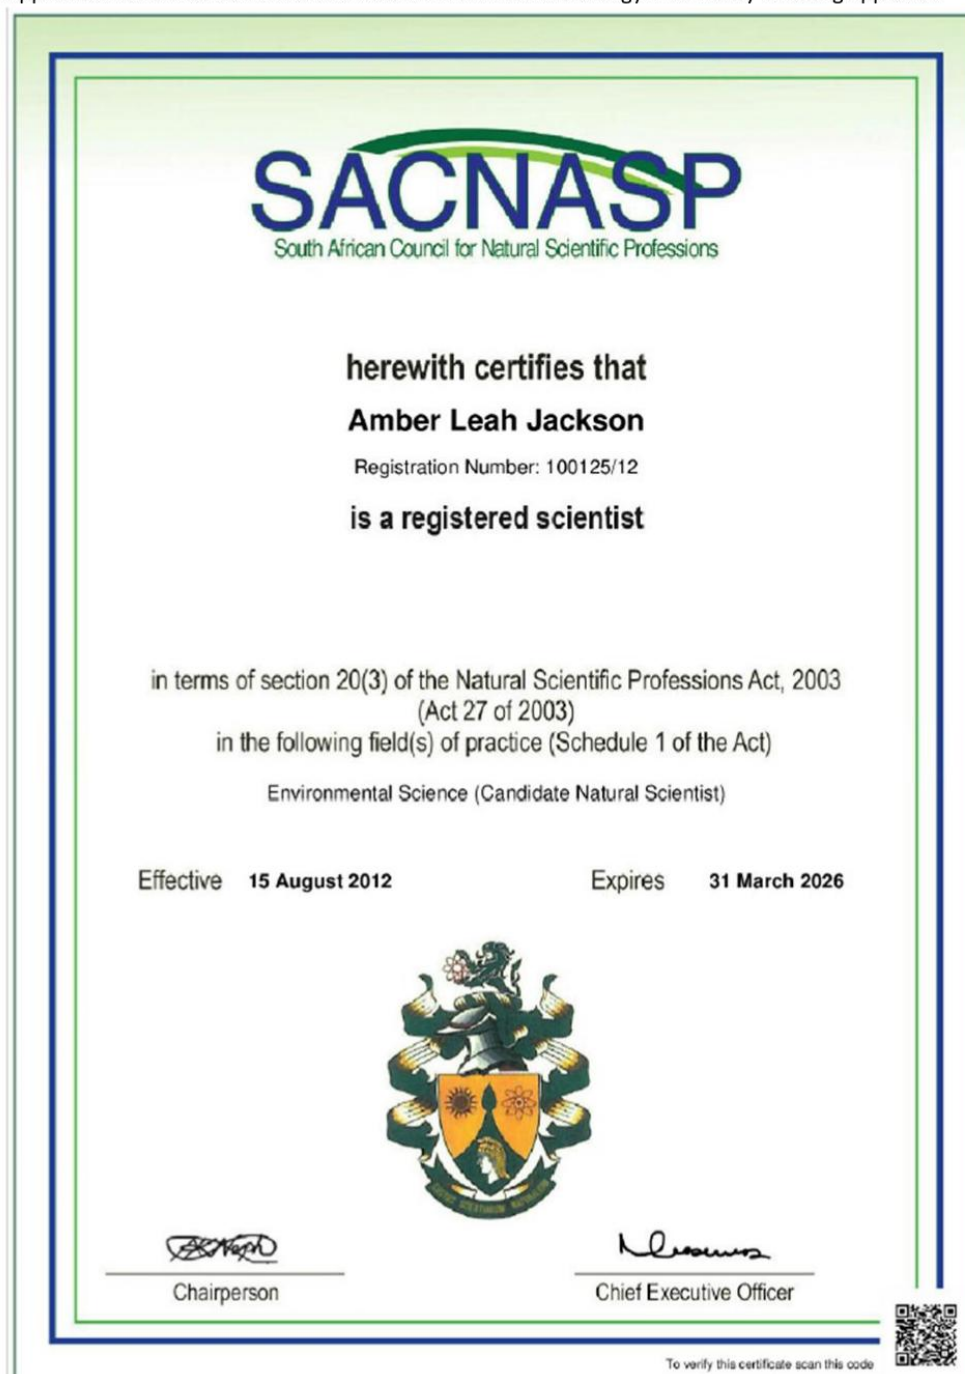 SACNASP
South African Council for Natural Scientific Professions
herewith certifies that
Amber Leah Jackson
Registration Number: 100125/12
is a registered scientist
in terms of section 20(3) of the Natural Scientific Professions Act, 2003
(Act 27 of 2003)
in the following field(s) of practice (Schedule 1 of the Act)
Environmental Science (Candidate Natural Scientist)
Effective 15 August 2012 Expires 31 March 2026
Chairperson Chief Executive Officer
To verify this certificate scan this code